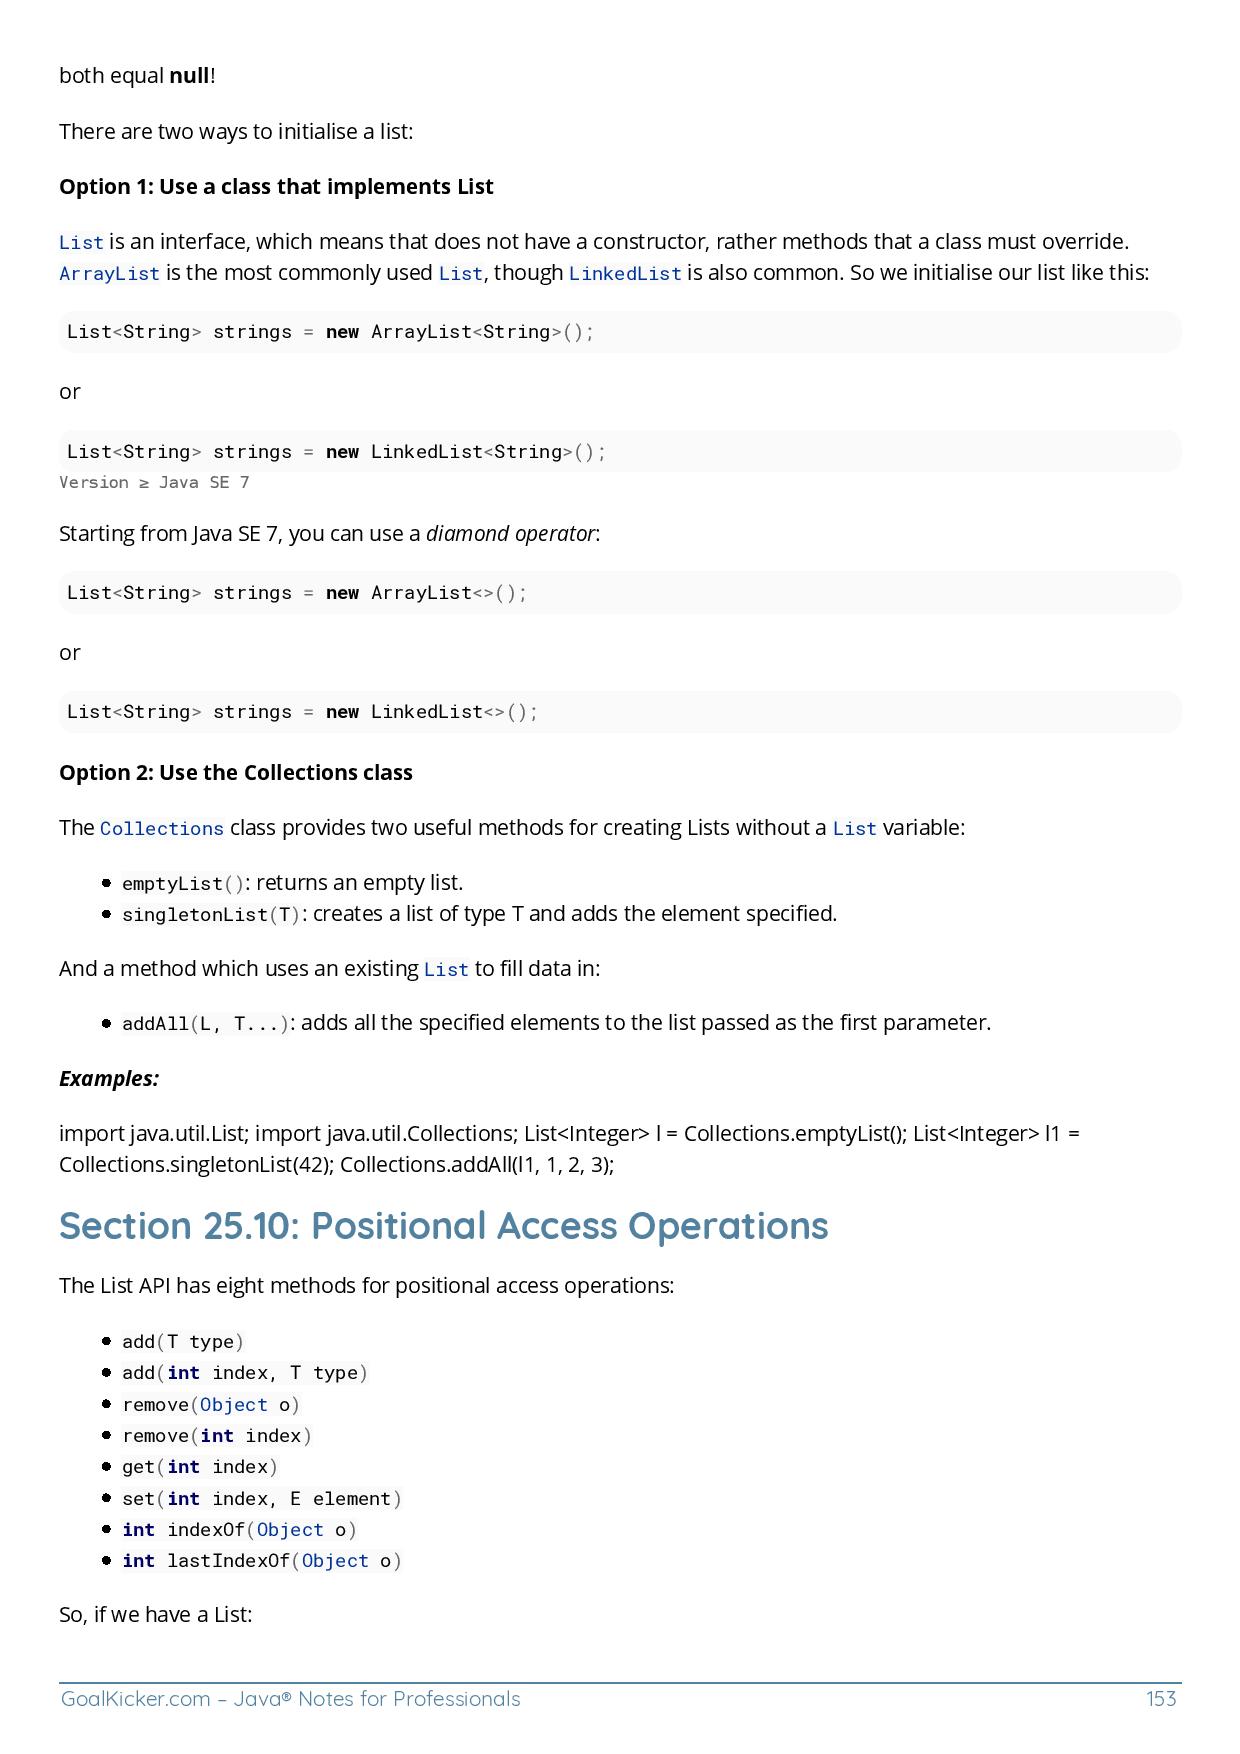 both equal null!
There are two ways to initialise a list:
Option 1: Use a class that implements List
List is an interface, which means that does not have a constructor, rather methods that a class must override.
ArrayList is the most commonly used List, though LinkedList is also common. So we initialise our list like this:
List<String> strings = new ArrayList<String>();
or
List<String> strings = new LinkedList<String>();
Version ≥ Java SE 7
Starting from Java SE 7, you can use a diamond operator:
List<String> strings = new ArrayList<>();
or
List<String> strings = new LinkedList<>();
Option 2: Use the Collections class
The Collections class provides two useful methods for creating Lists without a List variable:
• emptyList(): returns an empty list.
• singletonList(T): creates a list of type T and adds the element specified.
And a method which uses an existing List to fill data in:
• addAll(L, T...): adds all the specified elements to the list passed as the first parameter.
Examples:
import java.util.List; import java.util.Collections; List<Integer> l = Collections.emptyList(); List<Integer> l1 =
Collections.singletonList(42); Collections.addAll(l1, 1, 2, 3);
Section 25.10: Positional Access Operations
The List API has eight methods for positional access operations:
• add(T type)
• add(int index, T type)
• remove(Object o)
• remove(int index)
• get(int index)
• set(int index, E element)
• int indexOf(Object o)
• int lastIndexOf(Object o)
So, if we have a List:
GoalKicker.com – Java® Notes for Professionals 153